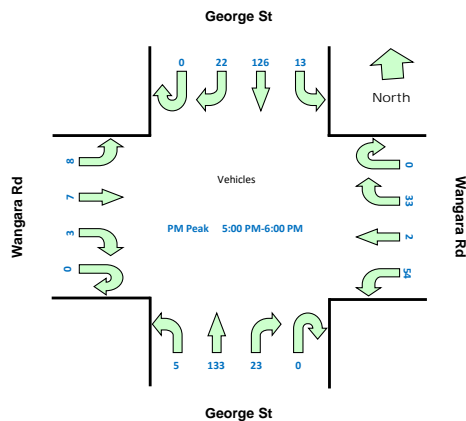 George St
0 22 126 13
North
8
0
Vehicles
33
7
Wangara Rd
Wangara Rd
PM Peak 5:00 PM-6:00 PM
2
3
0
54
5 133 23 0
George St